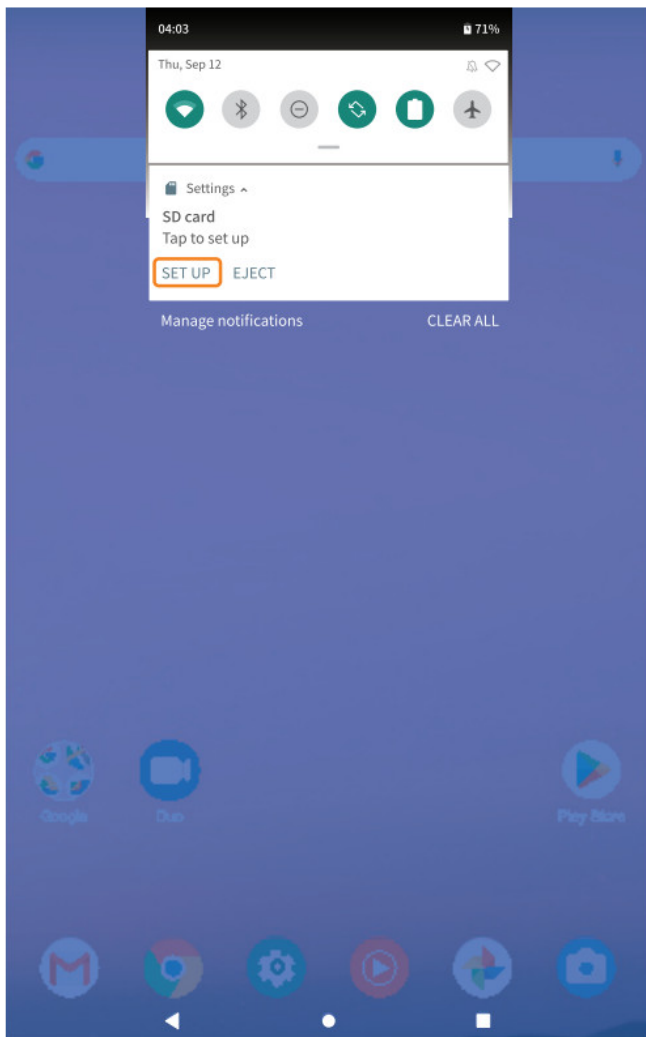 04:03 71%
Thu, Sep 12
Settings
SD card
Tap to set up
SET UP EJECT
Manage notifications CLEAR ALL
Google Duo Play Store